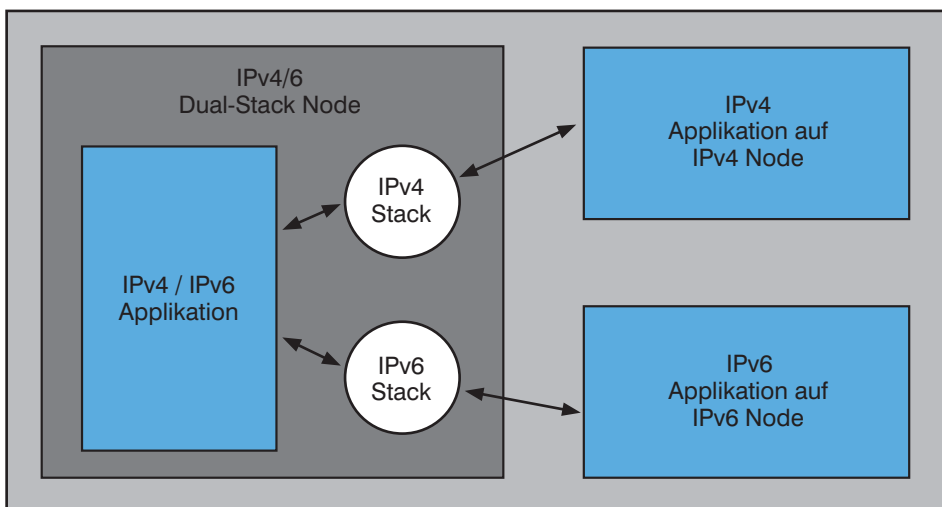 IPv4/6
Dual-Stack Node
IPv4 / IPv6
Applikation
IPv4
Stack
IPv6
Stack
IPv4
Applikation auf
IPv4 Node
IPv6
Applikation auf
IPv6 Node